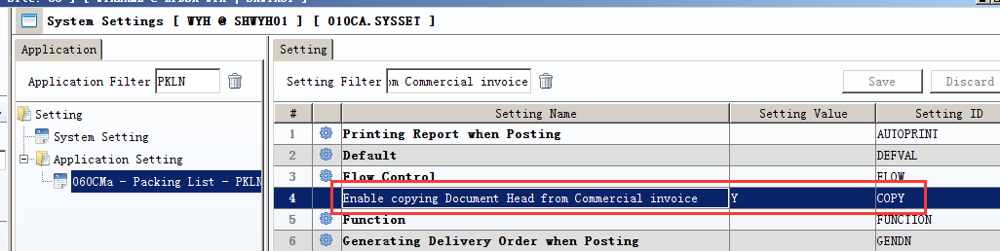 System Settings [ WYH @ SHWYH01 ] [ 010CA.SYSSET ]
Application
Setting
Application Filter PKLN
Setting Filter om Commercial invoice
Save
Discard
Setting
System Setting
Application Setting
060CMa - Packing List - PKLN
# Setting Name Setting Value Setting ID
1 Printing Report when Posting AUTOPRINT
2 Default DEFVAL
3 Flow Control FLOW
4 Enable copying Document Head from Commercial invoice Y COPY
5 Function FUNCTION
6 Generating Delivery Order when Posting GENDN